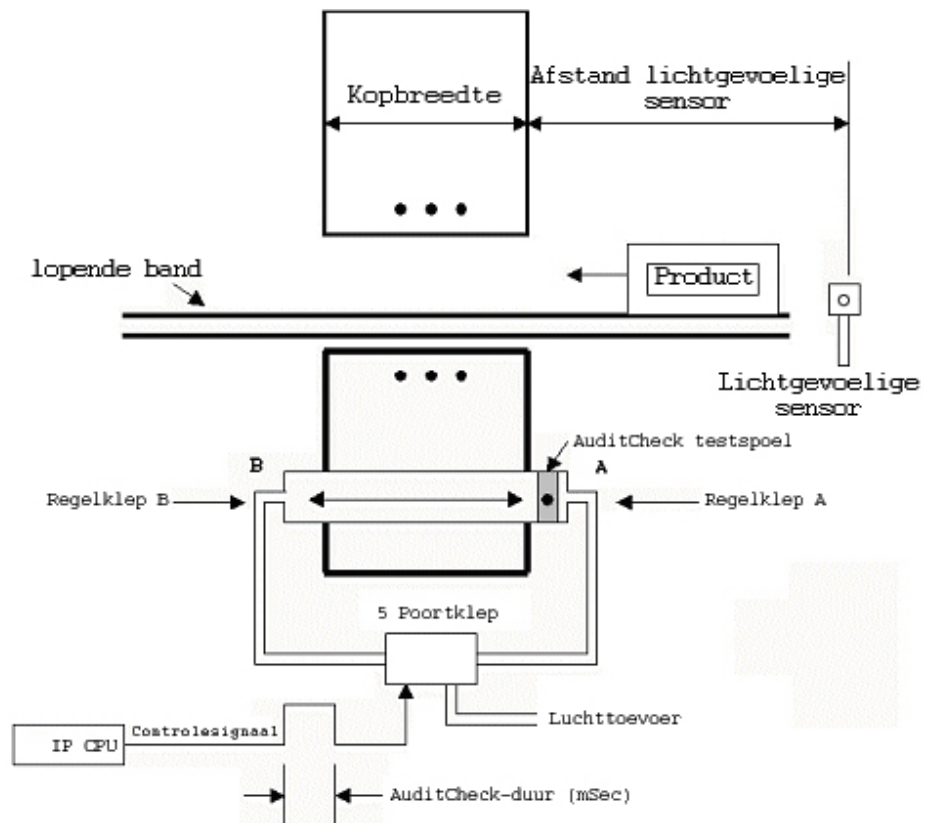 Kopbreedte
Afstand lichtgevoelige
sensor
lopende band
Product
Lichtgevoelige
sensor
AuditCheck testspoel
B
A
Regelklep B
Regelklep A
5 Poortklep
Luchttoevoer
Controlesignaal
IP CPU
AuditCheck-duur (mSec)